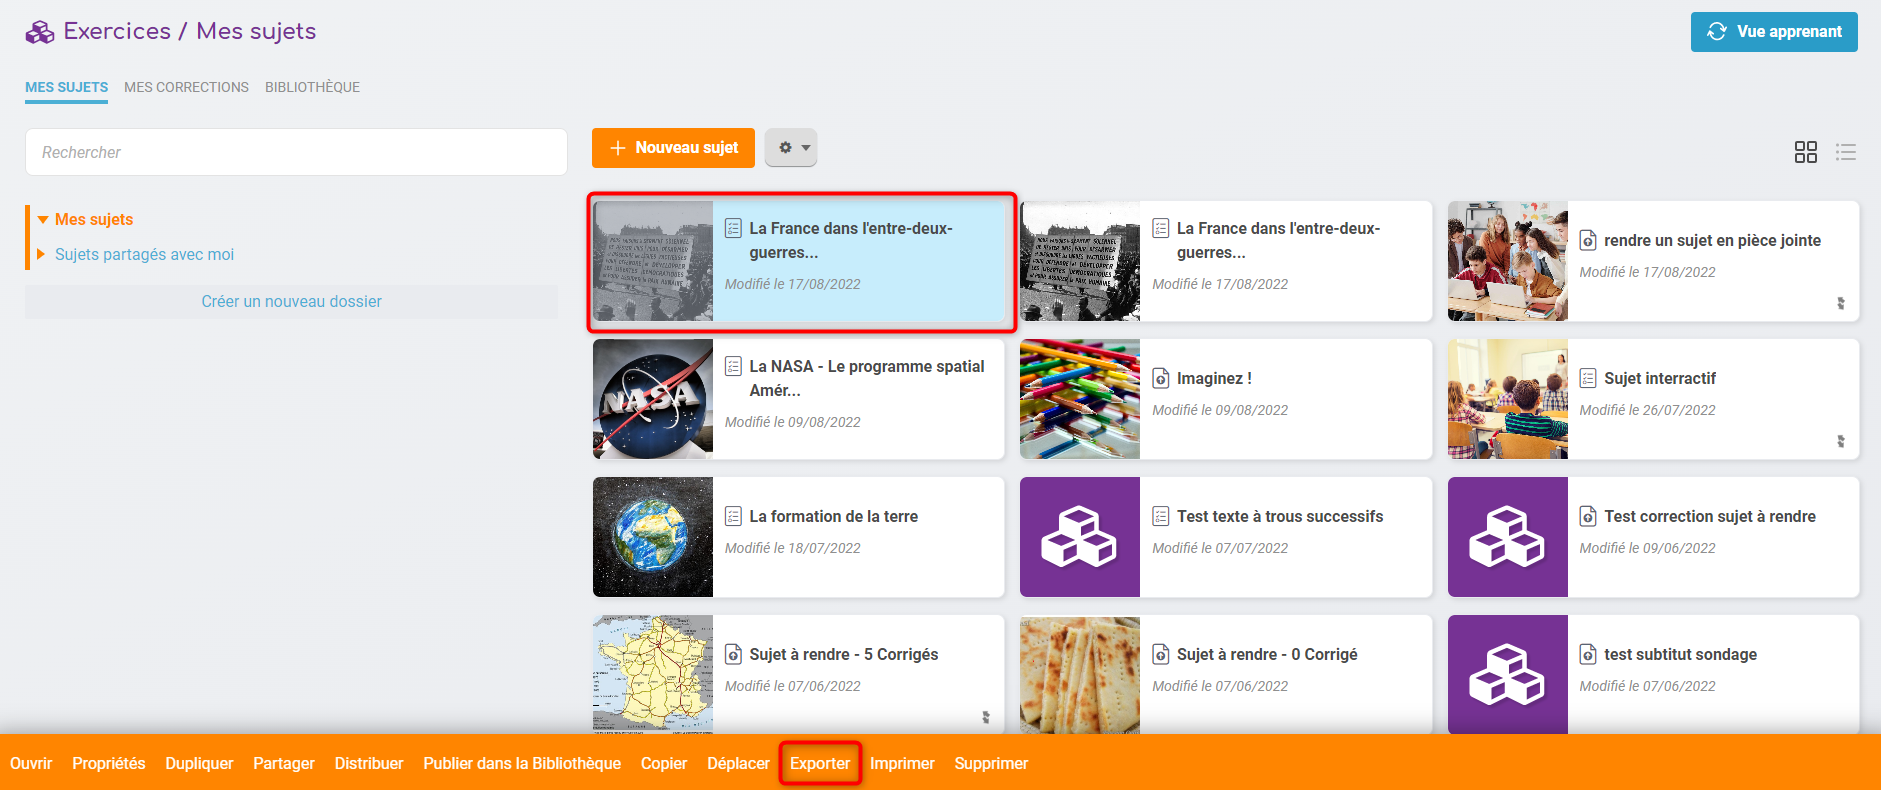 Exercices / Mes sujets
Vue apprenant
MES SUJETS MES CORRECTIONS BIBLIOTHÈQUE
Rechercher
Nouveau sujet
Mes sujets
Sujets partagés avec moi
Créer un nouveau dossier
La France dans l'entre-deux-
guerres...
Modifié le 17/08/2022
La France dans l'entre-deux-
guerres...
Modifié le 17/08/2022
rendre un sujet en pièce jointe
Modifié le 17/08/2022
NASA
La NASA - Le programme spatial
Amér...
Modifié le 09/08/2022
Imaginez !
Modifié le 09/08/2022
Sujet interractif
Modifié le 26/07/2022
La formation de la terre
Modifié le 18/07/2022
Test texte à trous successifs
Modifié le 07/07/2022
Test correction sujet à rendre
Modifié le 09/06/2022
Sujet à rendre - 5 Corrigés
Modifié le 07/06/2022
Sujet à rendre - 0 Corrigé
Modifié le 07/06/2022
test subtitut sondage
Modifié le 07/06/2022
Ouvrir Propriétés Dupliquer Partager Distribuer Publier dans la Bibliothèque Copier Déplacer Exporter Imprimer Supprimer